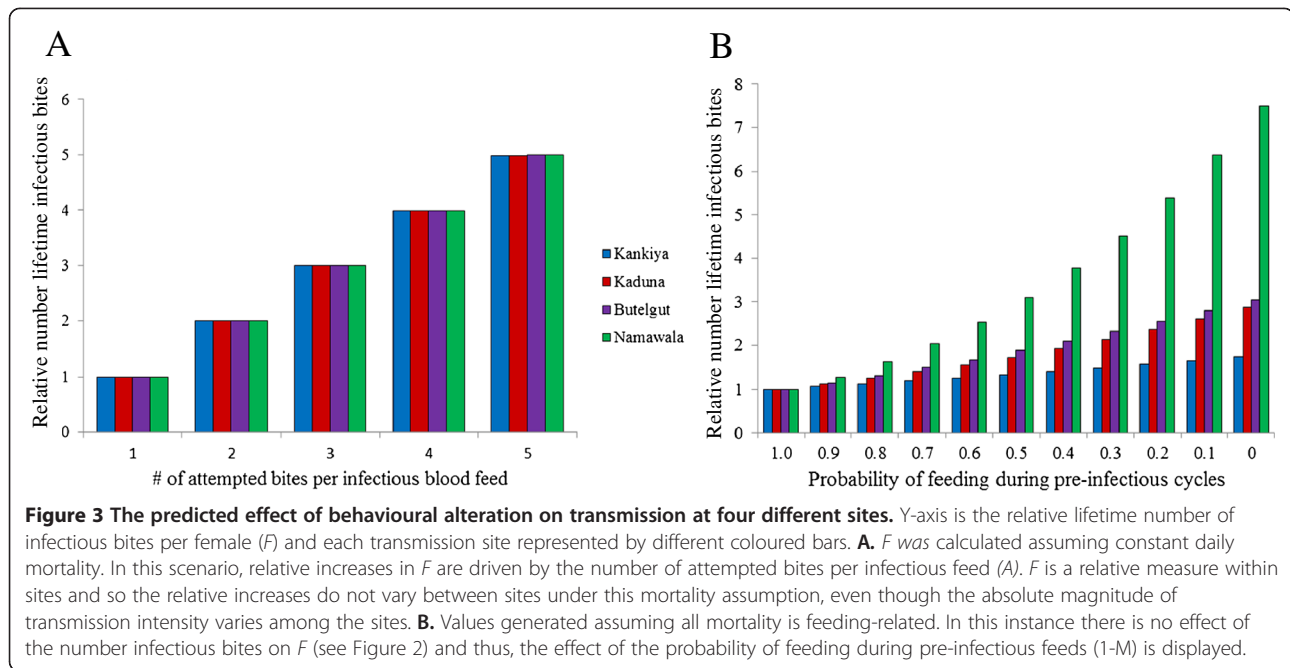 A
Relative number lifetime infectious bites
6
5
4
3
2
1
0
1 2 3 4 5
# of attempted bites per infectious blood feed
Kankiya
Kaduna
Butelgut
Namawala
B
Relative number lifetime infectious bites
8
7
6
5
4
3
2
1
0
1.0 0.9 0.8 0.7 0.6 0.5 0.4 0.3 0.2 0.1 0
Probability of feeding during pre-infectious cycles
Figure 3 The predicted effect of behavioural alteration on transmission at four different sites. Y-axis is the relative lifetime number of
infectious bites per female (F) and each transmission site represented by different coloured bars. A. F was calculated assuming constant daily
mortality. In this scenario, relative increases in F are driven by the number of attempted bites per infectious feed (A). F is a relative measure within
sites and so the relative increases do not vary between sites under this mortality assumption, even though the absolute magnitude of
transmission intensity varies among the sites. B. Values generated assuming all mortality is feeding-related. In this instance there is no effect of
the number infectious bites on F (see Figure 2) and thus, the effect of the probability of feeding during pre-infectious feeds (1-M) is displayed.